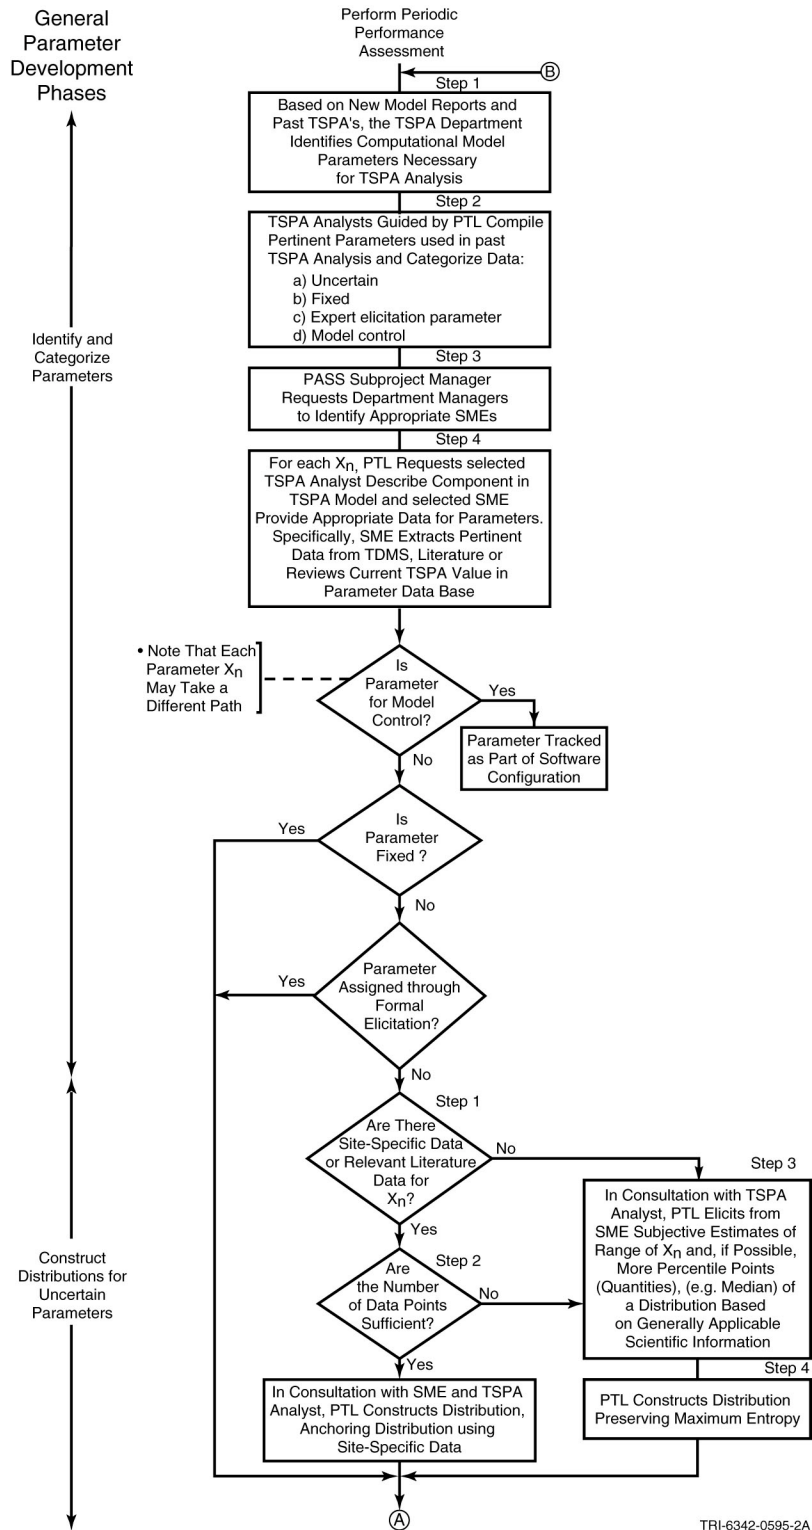 General
Parameter
Development
Phases
Perform Periodic
Performance
Assessment
B
Step 1
Based on New Model Reports and
Past TSPA's, the TSPA Department
Identifies Computational Model
Parameters Necessary
for TSPA Analysis
Step 2
TSPA Analysts Guided by PTL Compile
Pertinent Parameters used in past
TSPA Analysis and Categorize Data:
a) Uncertain
b) Fixed
c) Expert elicitation parameter
d) Model control
Identify and
Categorize
Parameters
Step 3
PASS Subproject Manager
Requests Department Managers
to Identify Appropriate SMEs
Step 4
For each Xn, PTL Requests selected
TSPA Analyst Describe Component in
TSPA Model and selected SME
Provide Appropriate Data for Parameters.
Specifically, SME Extracts Pertinent
Data from TDMS, Literature or
Reviews Current TSPA Value in
Parameter Data Base
• Note That Each
Parameter Xn
May Take a
Different Path
Is
Parameter
for Model
Control?
Yes
Parameter Tracked
as Part of Software
Configuration
No
Is
Parameter
Fixed ?
Yes
No
Parameter
Assigned through
Formal
Elicitation?
Yes
No
Step 1
Are There
Site-Specific Data
or Relevant Literature
Data for
Xn?
No
Yes
Step 3
In Consultation with TSPA
Analyst, PTL Elicits from
SME Subjective Estimates of
Range of Xn and, if Possible,
More Percentile Points
(Quantities), (e.g. Median) of
a Distribution Based
on Generally Applicable
Scientific Information
Construct
Distributions for
Uncertain
Parameters
Step 2
Are
the Number
of Data Points
Sufficient?
No
Yes
Step 4
PTL Constructs Distribution
Preserving Maximum Entropy
In Consultation with SME and TSPA
Analyst, PTL Constructs Distribution,
Anchoring Distribution using
Site-Specific Data
A
TRI-6342-0595-2A